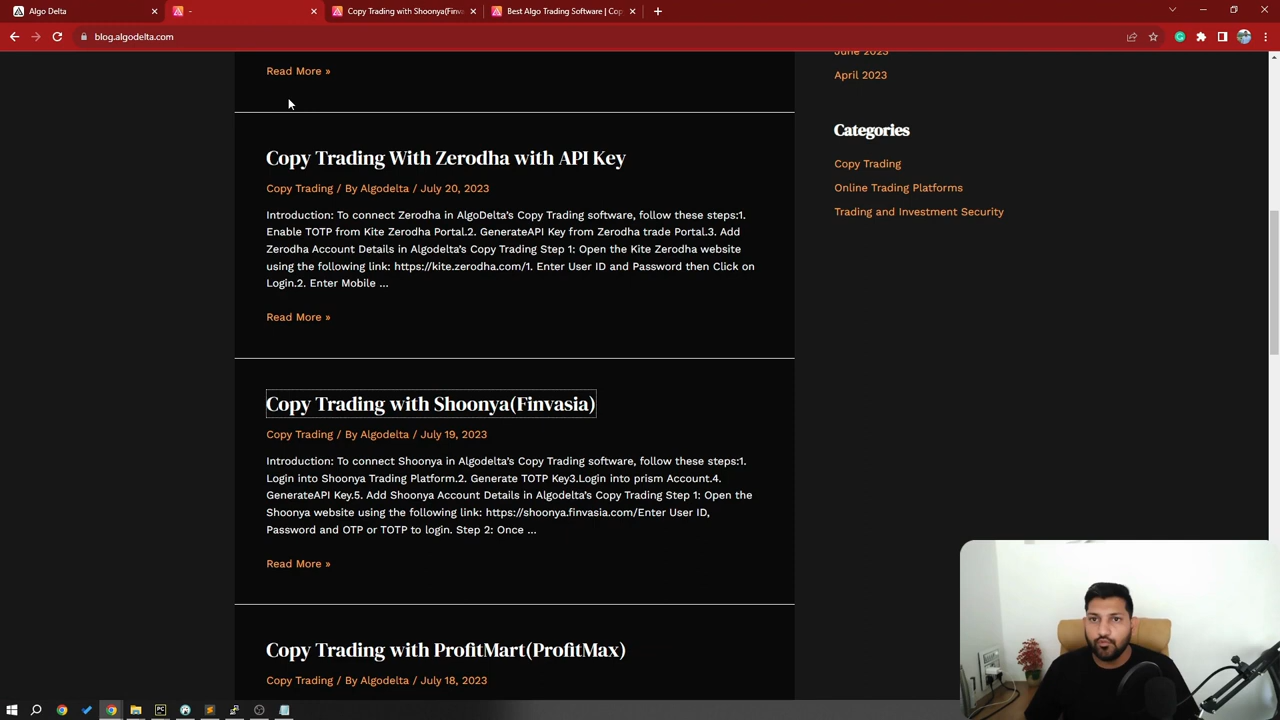 Algo Delta
-
Copy Trading with Shoonya(Finva
Best Algo Trading Software | Cop
blog.algodelta.com
Read More »
June 2023
April 2023
Categories
Copy Trading
Online Trading Platforms
Trading and Investment Security
Copy Trading With Zerodha with API Key
Copy Trading / By Algodelta / July 20, 2023
Introduction: To connect Zerodha in AlgoDelta’s Copy Trading software, follow these steps:1.
Enable TOTP from Kite Zerodha Portal.2. GenerateAPI Key from Zerodha trade Portal.3. Add
Zerodha Account Details in Algodelta’s Copy Trading Step 1: Open the Kite Zerodha website
using the following link: https://kite.zerodha.com/1. Enter User ID and Password then Click on
Login.2. Enter Mobile …
Read More »
Copy Trading with Shoonya(Finvasia)
Copy Trading / By Algodelta / July 19, 2023
Introduction: To connect Shoonya in Algodelta’s Copy Trading software, follow these steps:1.
Login into Shoonya Trading Platform.2. Generate TOTP Key3.Login into prism Account.4.
GenerateAPI Key.5. Add Shoonya Account Details in Algodelta’s Copy Trading Step 1: Open the
Shoonya website using the following link: https://shoonya.finvasia.com/Enter User ID,
Password and OTP or TOTP to login. Step 2: Once …
Read More »
Copy Trading with ProfitMart(ProfitMax)
Copy Trading / By Algodelta / July 18, 2023